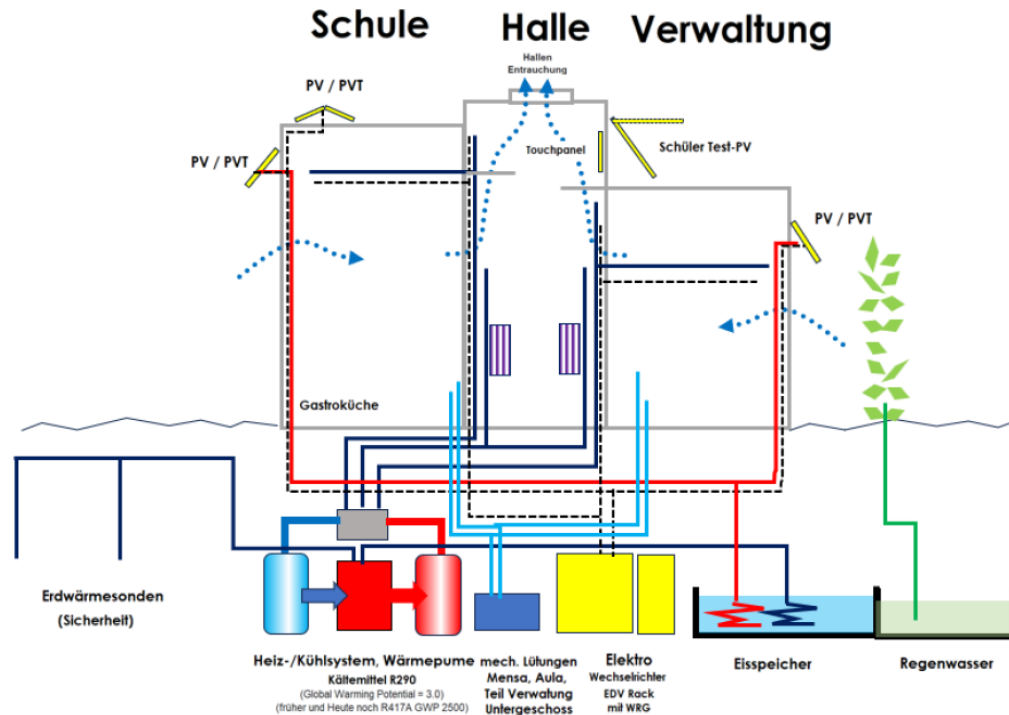 Schule Halle Verwaltung
Hallen
Entrauchung
PV / PVT
PV / PVT
Touchpanel
Schüler Test-PV
PV / PVT
Gastroküche
Erdwärmesonden
(Sicherheit)
Heiz-/Kühlsystem, Wärmepume
Kältemittel R290
(Global Warming Potential = 3.0)
(früher und Heute noch R417A GWP 2500)
mech. Lütungen
Mensa, Aula,
Teil Verwatung
Untergeschoss
Elektro
Wechselrichter
EDV Rack
mit WRG
Eisspeicher
Regenwasser